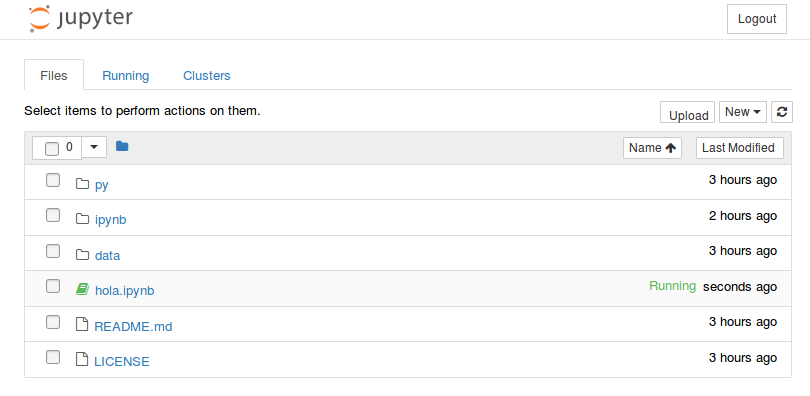 jupyter
Logout
Files Running Clusters
Select items to perform actions on them.
Upload New
0 Name Last Modified
py 3 hours ago
ipynb 2 hours ago
data 3 hours ago
hola.ipynb Running seconds ago
README.md 3 hours ago
LICENSE 3 hours ago